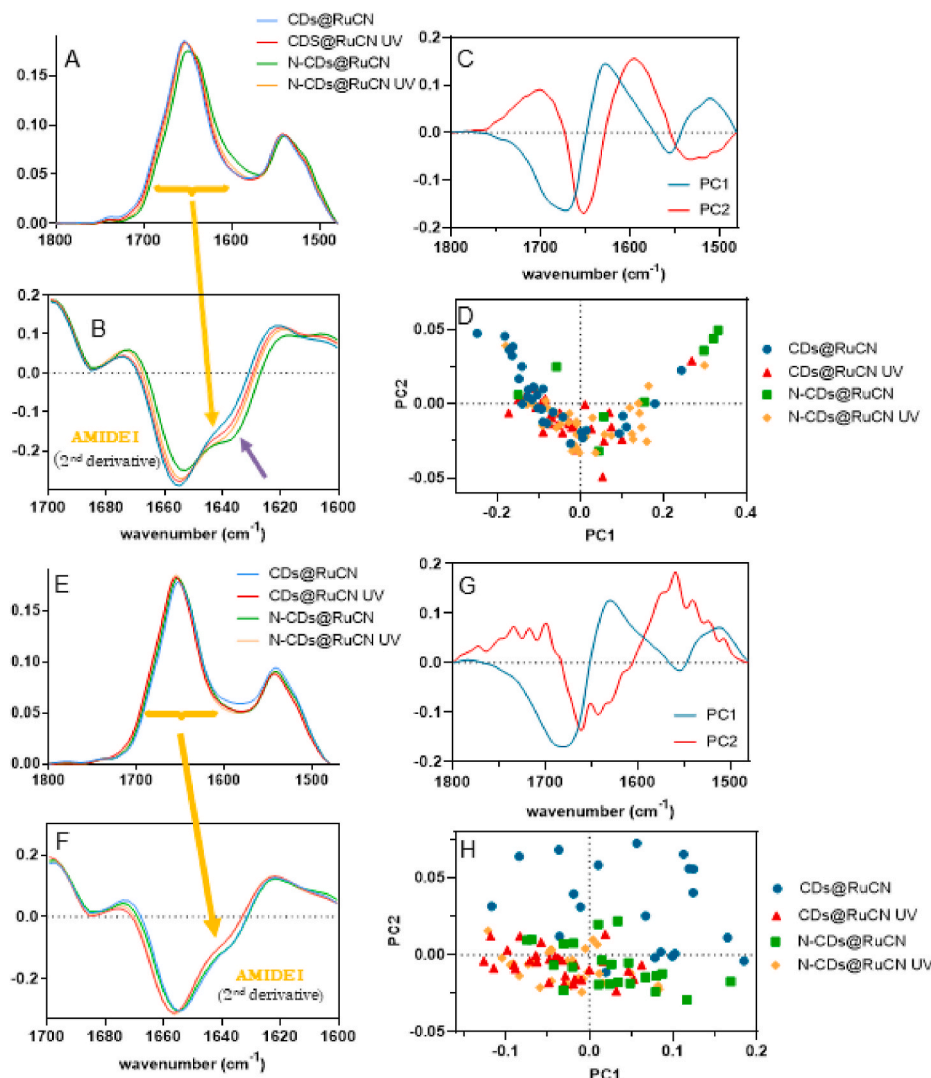 A
CDs@RuCN
CDS@RuCN UV
N-CDs@RuCN
N-CDs@RuCN UV
0.15
0.10
0.05
0.00
1800
1700
1600
1500
C
0.2
0.1
0.0
-0.1
-0.2
PC1
PC2
1800
1700
1600
1500
wavenumber (cm-1)
B
0.2
0.1
0.0
-0.1
-0.2
AMIDE I
(2nd derivative)
1700
1680
1660
1640
1620
1600
wavenumber (cm-1)
D
PC2
0.05
0.00
-0.05
-0.2
0.0
0.2
0.4
PC1
CDs@RuCN
CDs@RuCN UV
N-CDs@RuCN
N-CDs@RuCN UV
E
CDs@RuCN
CDs@RuCN UV
N-CDs@RuCN
N-CDs@RuCN UV
0.20
0.15
0.10
0.05
0.00
1800
1700
1600
1500
G
0.2
0.1
0.0
-0.1
-0.2
PC1
PC2
1800
1700
1600
1500
wavenumber (cm-1)
F
0.2
0.0
-0.2
AMIDE I
(2nd derivative)
1700
1680
1660
1640
1620
1600
wavenumber (cm-1)
H
PC2
0.05
0.00
-0.05
-0.1
0.0
0.1
0.2
PC1
CDs@RuCN
CDs@RuCN UV
N-CDs@RuCN
N-CDs@RuCN UV